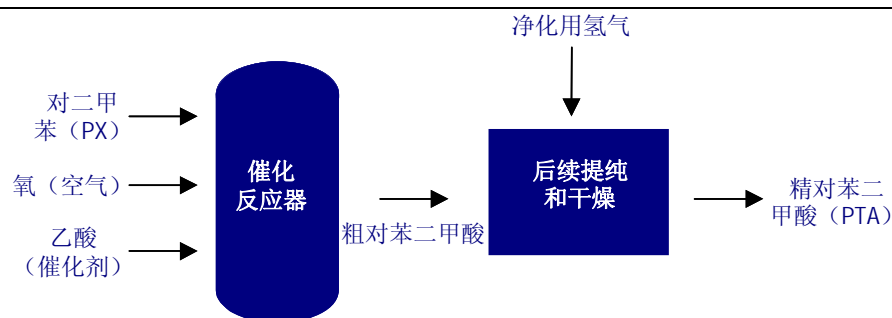 净化用氢气
对二甲
苯（PX）
氧（空气）
乙酸
（催化剂）
催化
反应器
粗对苯二甲酸
后续提纯
和干燥
精对苯二
甲酸（PTA）